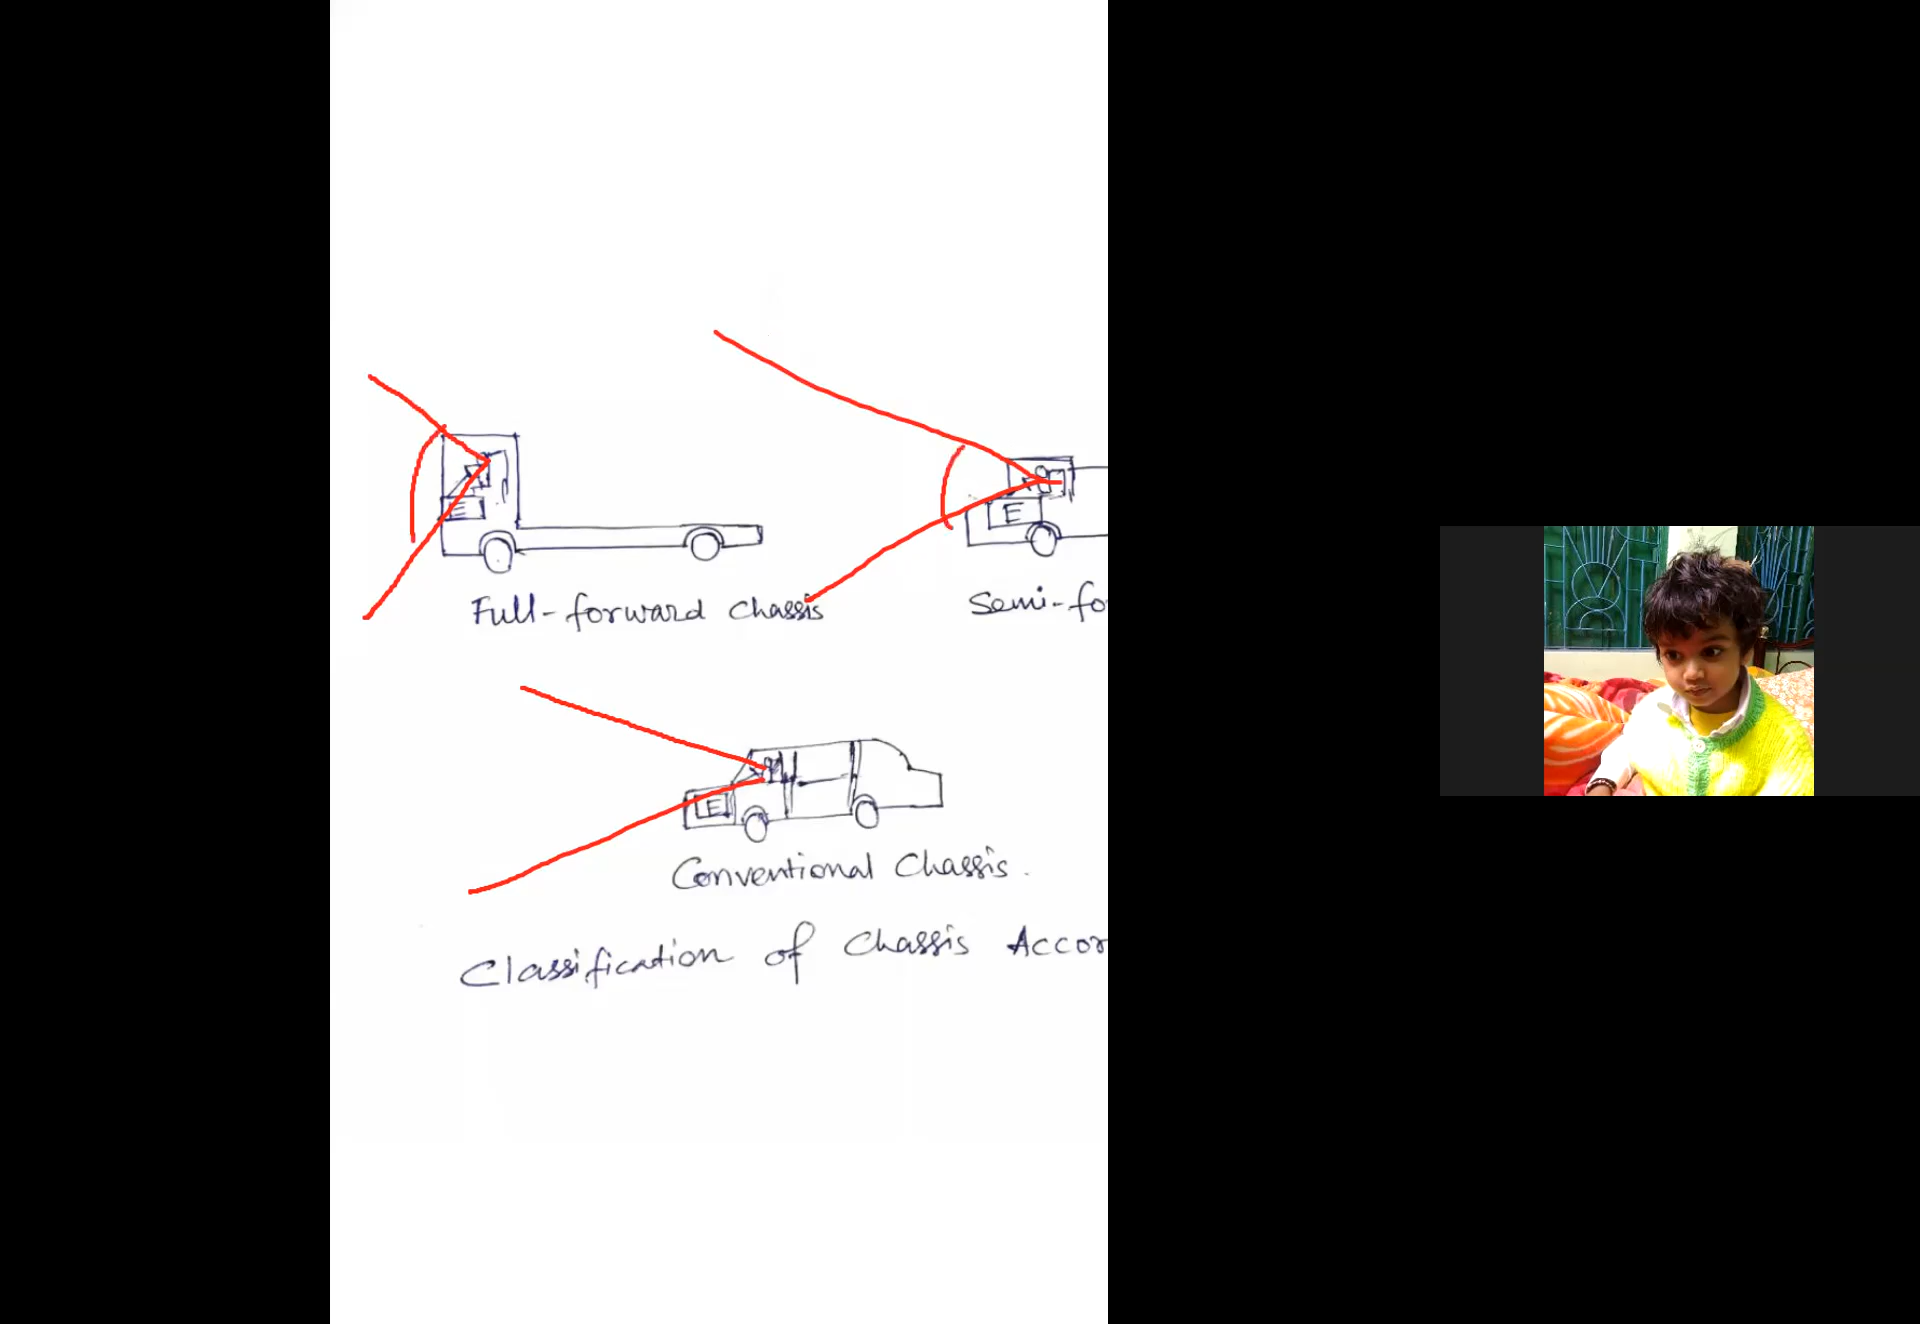 E
Full-forward Chassis
E
Semi-fo
E
Conventional Chassis.
Classification of Chassis Accor